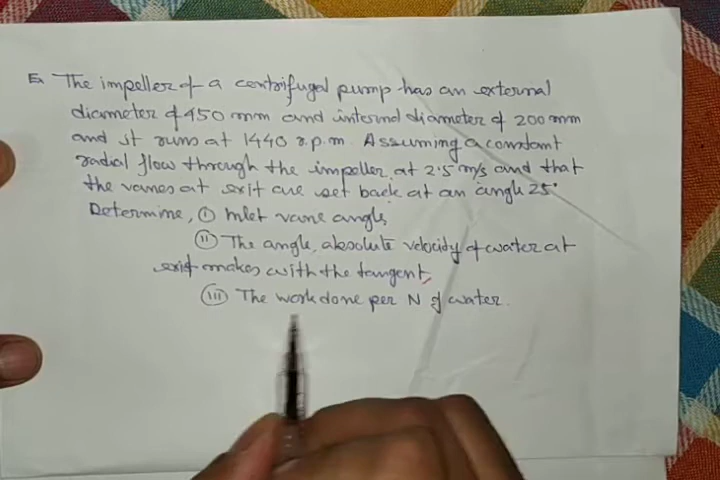 Ex The impeller of a centrifugal pump has an external
diameter of 450 mm and internal diameter of 200 mm
and it runs at 1440 r.p.m. Assuming a constant
radial flow through the impeller at 2.5 m/s and that
the vanes at exit are set back at an angle 25°
Determine, (i) Inlet vane angle,
(ii) The angle, absolute velocity of water at
exit makes with the tangent,
(iii) The work done per N of water.